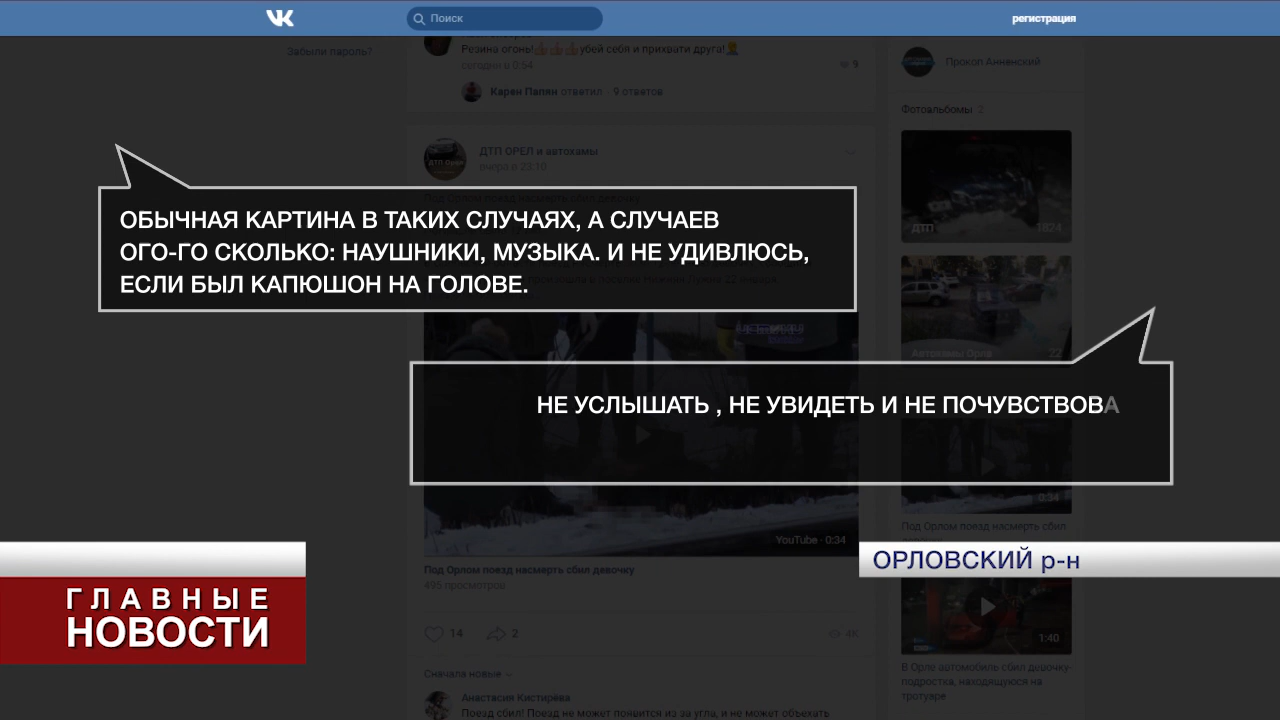 Поиск
регистрация
Забыли пароль?
Резина огонь!👍👍👍убей себя и прихвати друга!
сегодня в 0:54
9
Карен Папян ответил · 9 ответов
Прокоп Анненский
Фотоальбомы 2
ДТП ОРЕЛ и автохамы
вчера в 23:10
ДТП 1824
ОБЫЧНАЯ КАРТИНА В ТАКИХ СЛУЧАЯХ, А СЛУЧАЕВ
ОГО-ГО СКОЛЬКО: НАУШНИКИ, МУЗЫКА. И НЕ УДИВЛЮСЬ,
ЕСЛИ БЫЛ КАПЮШОН НА ГОЛОВЕ.
Автохамы Орла 22
НЕ УСЛЫШАТЬ , НЕ УВИДЕТЬ И НЕ ПОЧУВСТВОВА
0:34
YouTube · 0:34
Под Орлом поезд насмерть сбил
ОРЛОВСКИЙ р-н
Под Орлом поезд насмерть сбил девочку
495 просмотров
ГЛАВНЫЕ
НОВОСТИ
14 2 4K
1:40
В Орле автомобиль сбил девочку-
подростка, находящуюся на
тротуаре
Сначала новые
Анастасия Кистирёва
Поезд сбил! Поезд не может появится из за угла, и не может объехать